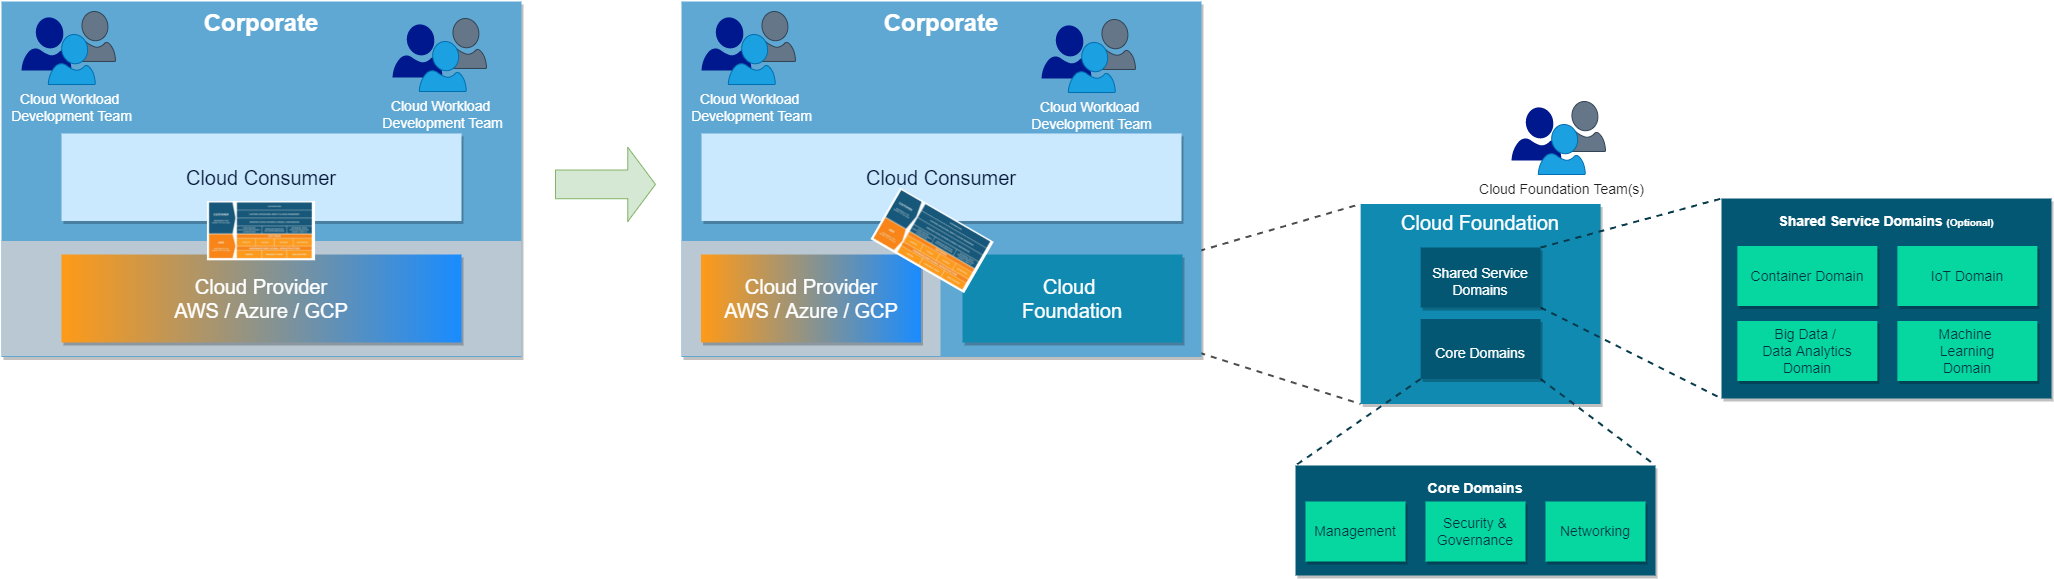 Corporate
Cloud Workload
Development Team
Cloud Workload
Development Team
Cloud Consumer
Cloud Provider
AWS / Azure / GCP
Corporate
Cloud Workload
Development Team
Cloud Workload
Development Team
Cloud Consumer
Cloud Provider
AWS / Azure / GCP
Cloud
Foundation
Cloud Foundation Team(s)
Cloud Foundation
Shared Service
Domains
Core Domains
Shared Service Domains (Optional)
Container Domain
IoT Domain
Big Data /
Data Analytics
Domain
Machine
Learning
Domain
Core Domains
Management
Security &
Governance
Networking